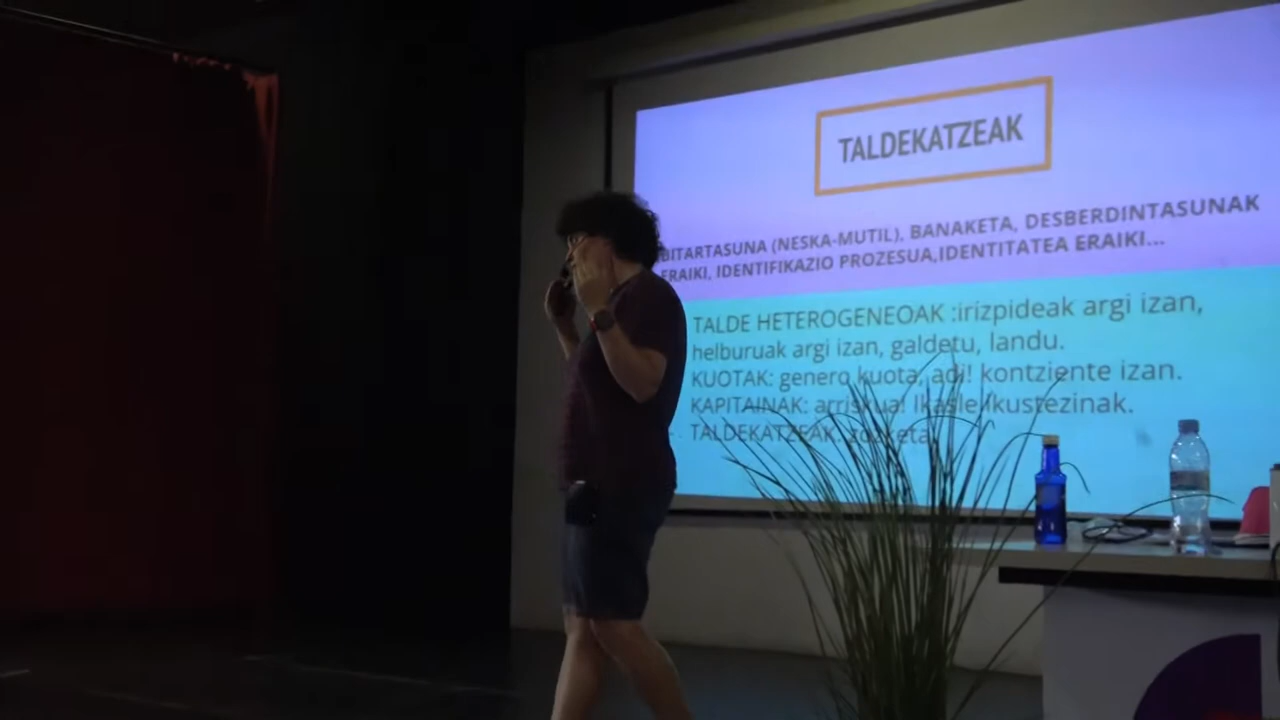 TALDEKATZEAK
BITARTASUNA (NESKA-MUTIL), BANAKETA, DESBERDINTASUNAK
ERAIKI, IDENTIFIKAZIO PROZESUA,IDENTITATEA ERAIKI...
TALDE HETEROGENEOAK :irizpideak argi izan,
helburuak argi izan, galdetu, landu.
KUOTAK: genero kuota, adi! kontziente izan.
KAPITAINAK: arriskua! Ikasle ikustezinak.
- TALDEKATZEAK: zozketa.